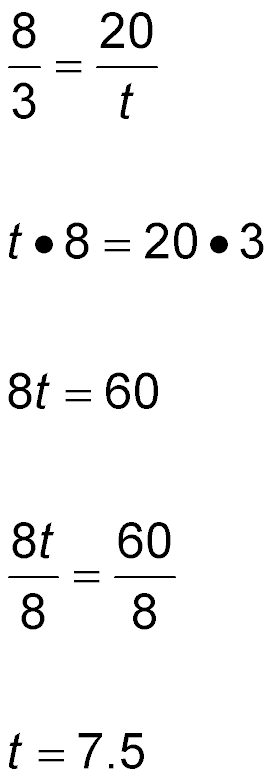 8/3 = 20/t
t • 8 = 20 • 3
8t = 60
8t/8 = 60/8
t = 7.5